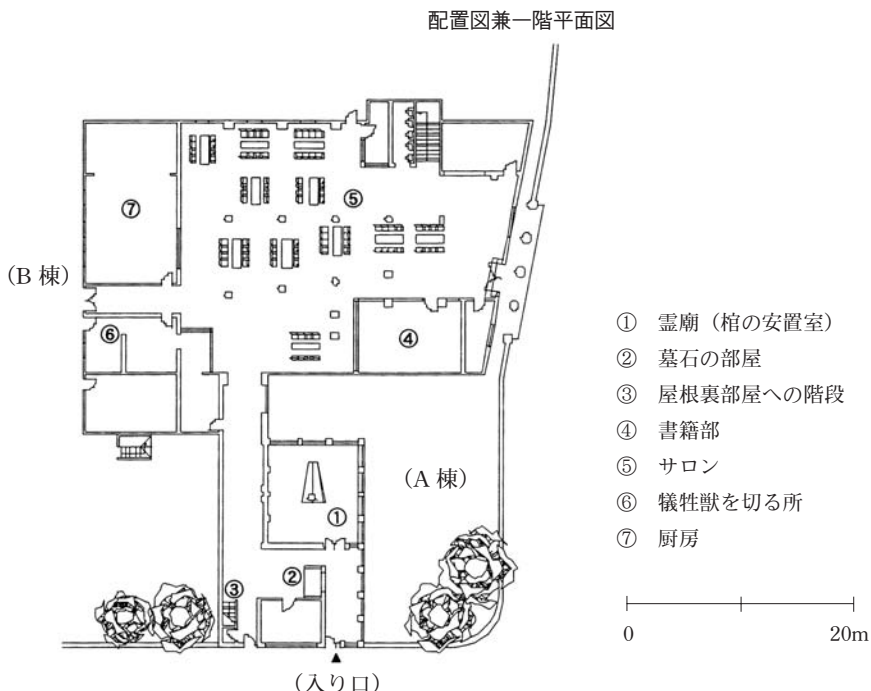 配置図兼一階平面図
⑦
⑤
(B 棟)
⑥
④
(A 棟)
①
②
③
(入り口)
① 霊廟(棺の安置室)
② 墓石の部屋
③ 屋根裏部屋への階段
④ 書籍部
⑤ サロン
⑥ 犠牲獣を切る所
⑦ 厨房
0 20m